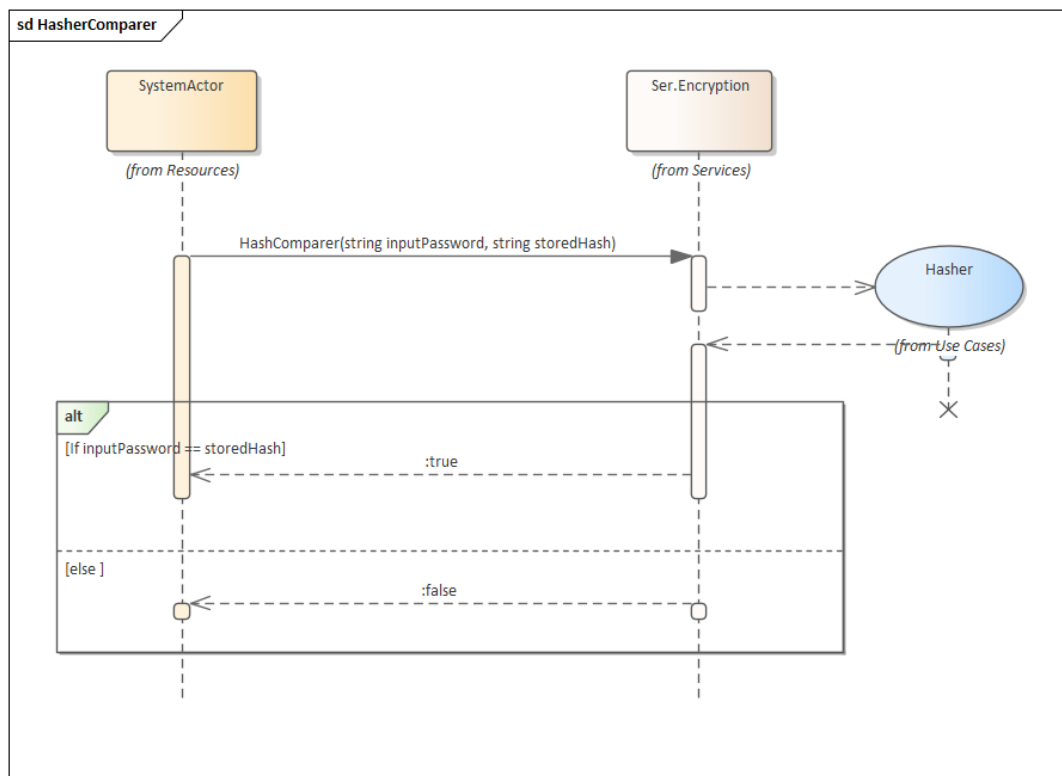 sd HasherComparer
SystemActor
Ser.Encryption
(from Resources)
(from Services)
HashComparer(string inputPassword, string storedHash)
Hasher
(from Use Cases)
alt
[If inputPassword == storedHash]
:true
[else ]
:false